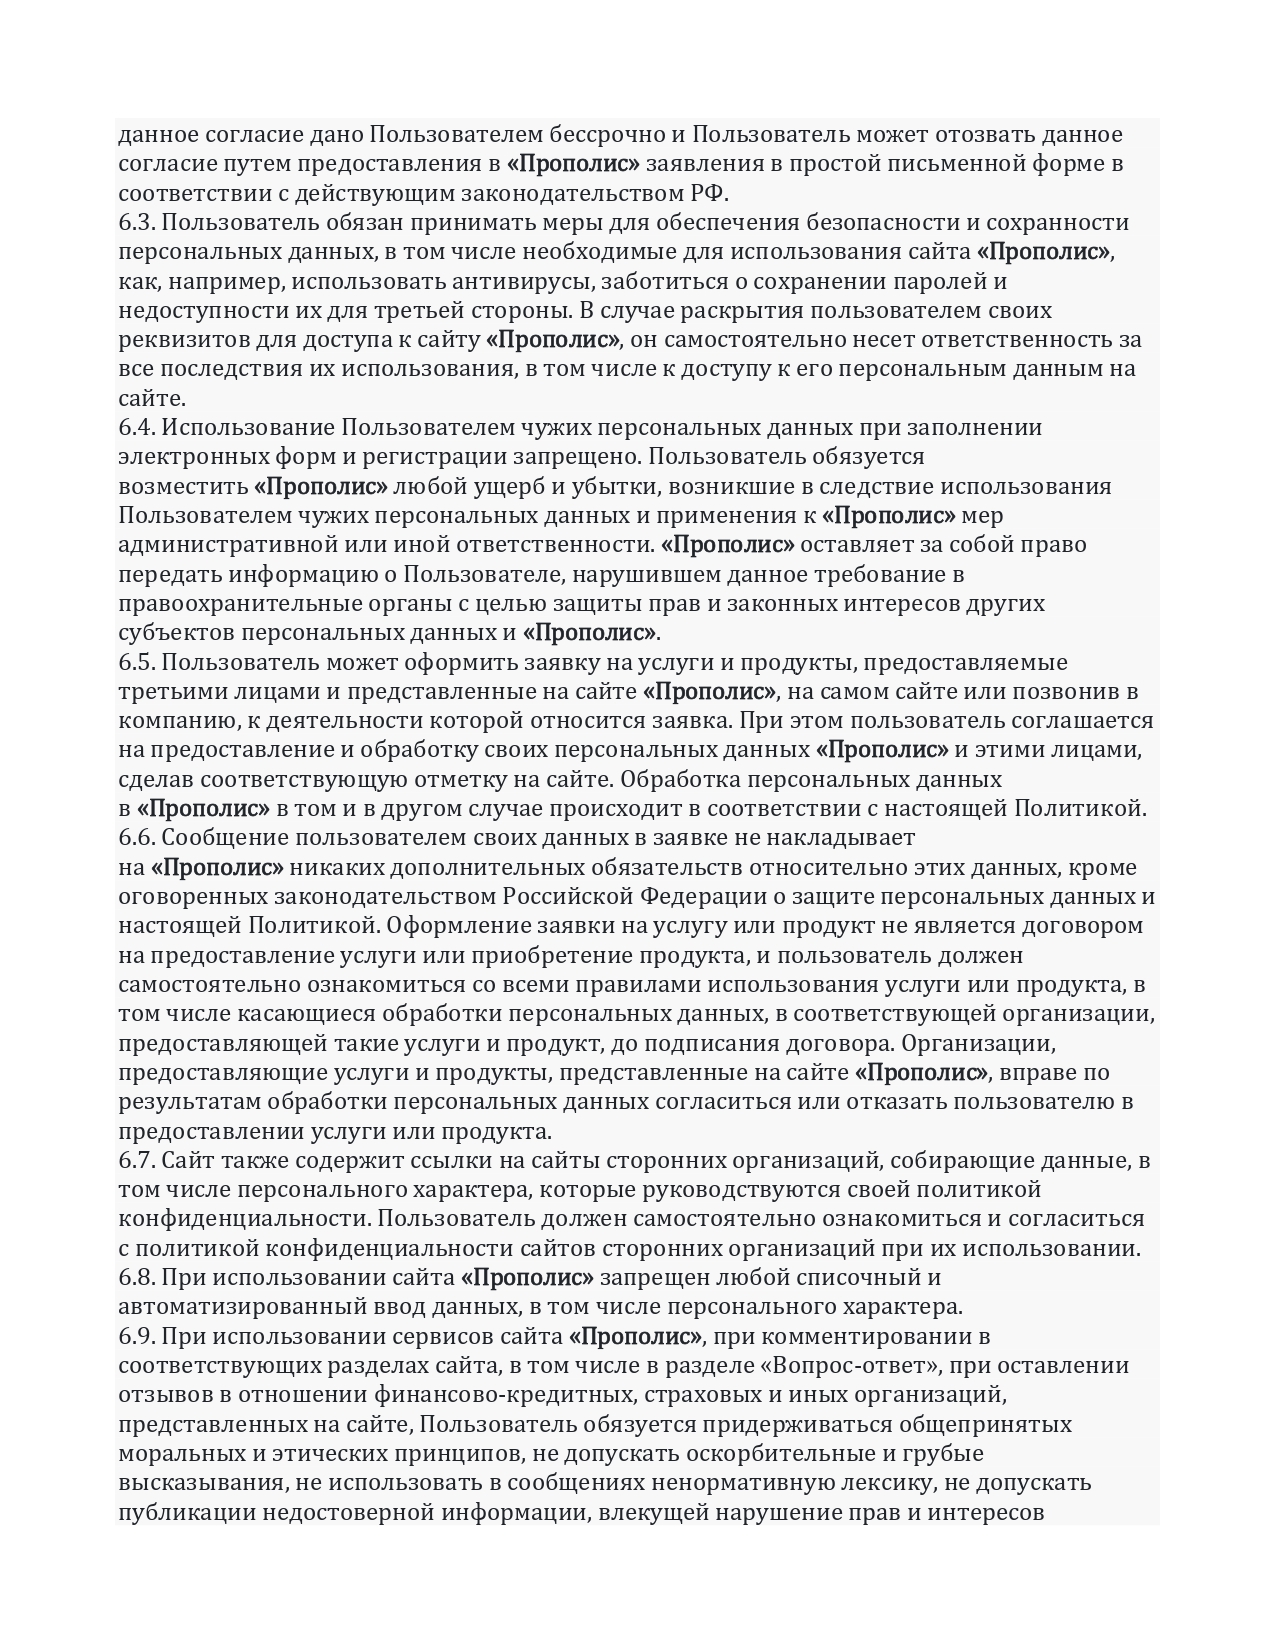 данное согласие дано Пользователем бессрочно и Пользователь может отозвать данное
согласие путем предоставления в «Прополис» заявления в простой письменной форме в
соответствии с действующим законодательством РФ.
6.3. Пользователь обязан принимать меры для обеспечения безопасности и сохранности
персональных данных, в том числе необходимые для использования сайта «Прополис»,
как, например, использовать антивирусы, заботиться о сохранении паролей и
недоступности их для третьей стороны. В случае раскрытия пользователем своих
реквизитов для доступа к сайту «Прополис», он самостоятельно несет ответственность за
все последствия их использования, в том числе к доступу к его персональным данным на
сайте.
6.4. Использование Пользователем чужих персональных данных при заполнении
электронных форм и регистрации запрещено. Пользователь обязуется
возместить «Прополис» любой ущерб и убытки, возникшие в следствие использования
Пользователем чужих персональных данных и применения к «Прополис» мер
административной или иной ответственности. «Прополис» оставляет за собой право
передать информацию о Пользователе, нарушившем данное требование в
правоохранительные органы с целью защиты прав и законных интересов других
субъектов персональных данных и «Прополис».
6.5. Пользователь может оформить заявку на услуги и продукты, предоставляемые
третьими лицами и представленные на сайте «Прополис», на самом сайте или позвонив в
компанию, к деятельности которой относится заявка. При этом пользователь соглашается
на предоставление и обработку своих персональных данных «Прополис» и этими лицами,
сделав соответствующую отметку на сайте. Обработка персональных данных
в «Прополис» в том и в другом случае происходит в соответствии с настоящей Политикой.
6.6. Сообщение пользователем своих данных в заявке не накладывает
на «Прополис» никаких дополнительных обязательств относительно этих данных, кроме
оговоренных законодательством Российской Федерации о защите персональных данных и
настоящей Политикой. Оформление заявки на услугу или продукт не является договором
на предоставление услуги или приобретение продукта, и пользователь должен
самостоятельно ознакомиться со всеми правилами использования услуги или продукта, в
том числе касающиеся обработки персональных данных, в соответствующей организации,
предоставляющей такие услуги и продукт, до подписания договора. Организации,
предоставляющие услуги и продукты, представленные на сайте «Прополис», вправе по
результатам обработки персональных данных согласиться или отказать пользователю в
предоставлении услуги или продукта.
6.7. Сайт также содержит ссылки на сайты сторонних организаций, собирающие данные, в
том числе персонального характера, которые руководствуются своей политикой
конфиденциальности. Пользователь должен самостоятельно ознакомиться и согласиться
с политикой конфиденциальности сайтов сторонних организаций при их использовании.
6.8. При использовании сайта «Прополис» запрещен любой списочный и
автоматизированный ввод данных, в том числе персонального характера.
6.9. При использовании сервисов сайта «Прополис», при комментировании в
соответствующих разделах сайта, в том числе в разделе «Вопрос-ответ», при оставлении
отзывов в отношении финансово-кредитных, страховых и иных организаций,
представленных на сайте, Пользователь обязуется придерживаться общепринятых
моральных и этических принципов, не допускать оскорбительные и грубые
высказывания, не использовать в сообщениях ненормативную лексику, не допускать
публикации недостоверной информации, влекущей нарушение прав и интересов